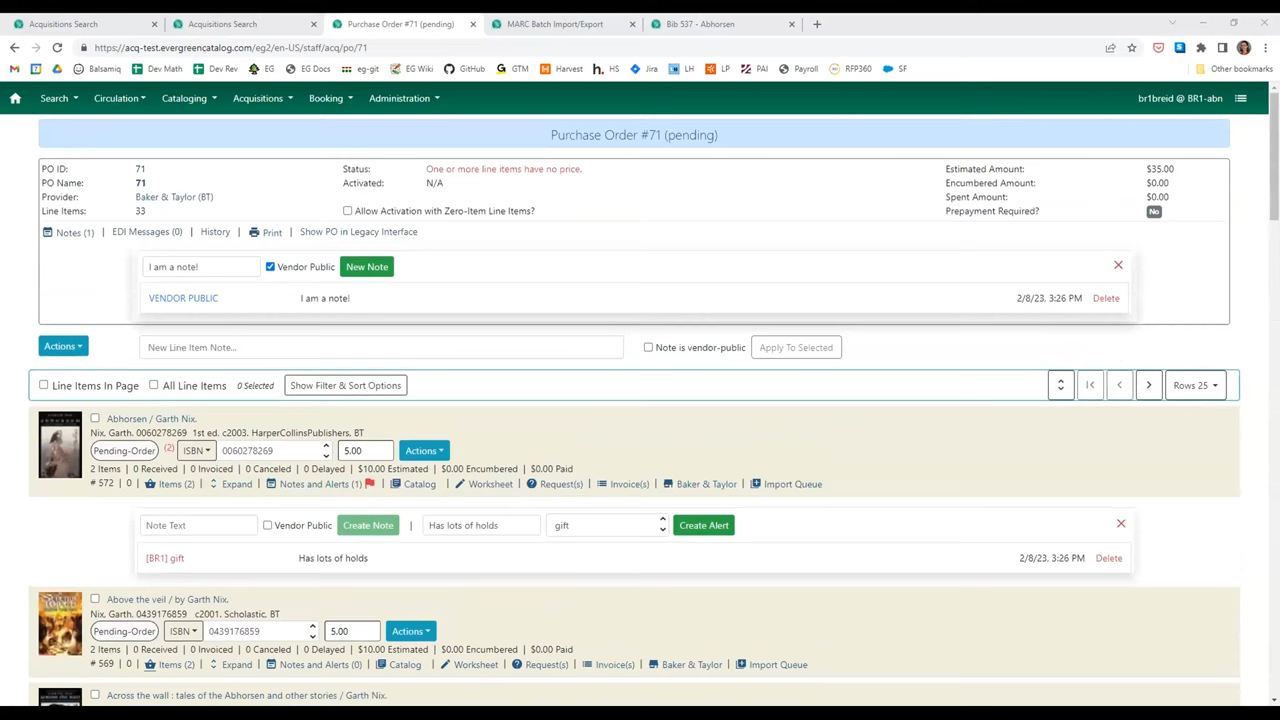 Acquisitions Search
Acquisitions Search
Purchase Order #71 (pending)
MARC Batch Import/Export
Bib 537 - Abhorsen
https://acq-test.evergreencatalog.com/eg2/en-US/staff/acq/po/71
Balsamiq Dev Math Dev Rev EG EG Docs eg-git EG Wiki GitHub GTM Harvest HS Jira LH LP PAI Payroll RFP360 SF Other bookmarks
Search Circulation Cataloging Acquisitions Booking Administration br1breid @ BR1-abn
Purchase Order #71 (pending)
PO ID: 71 Status: One or more line items have no price. Estimated Amount: $35.00
PO Name: 71 Activated: N/A Encumbered Amount: $0.00
Provider: Baker & Taylor (BT) Spent Amount: $0.00
Line Items: 33 Allow Activation with Zero-Item Line Items? Prepayment Required? No
Notes (1) | EDI Messages (0) | History | Print | Show PO in Legacy Interface
I am a note! Vendor Public New Note
VENDOR PUBLIC I am a note! 2/8/23, 3:26 PM Delete
Actions New Line Item Note... Note is vendor-public Apply To Selected
Line Items In Page All Line Items 0 Selected Show Filter & Sort Options Rows 25
Abhorsen / Garth Nix.
Nix, Garth. 0060278269 1st ed. c2003. HarperCollinsPublishers, BT
Pending-Order (2) ISBN 0060278269 5.00 Actions
2 Items | 0 Received | 0 Invoiced | 0 Canceled | 0 Delayed | $10.00 Estimated | $0.00 Encumbered | $0.00 Paid
# 572 | 0 | Items (2) | Expand | Notes and Alerts (1) | Catalog | Worksheet | Request(s) | Invoice(s) | Baker & Taylor | Import Queue
Note Text Vendor Public Create Note | Has lots of holds gift Create Alert
[BR1] gift Has lots of holds 2/8/23, 3:26 PM Delete
Above the veil / by Garth Nix.
Nix, Garth. 0439176859 c2001. Scholastic, BT
Pending-Order ISBN 0439176859 5.00 Actions
2 Items | 0 Received | 0 Invoiced | 0 Canceled | 0 Delayed | $10.00 Estimated | $0.00 Encumbered | $0.00 Paid
# 569 | 0 | Items (2) | Expand | Notes and Alerts (0) | Catalog | Worksheet | Request(s) | Invoice(s) | Baker & Taylor | Import Queue
Across the wall : tales of the Abhorsen and other stories / Garth Nix.